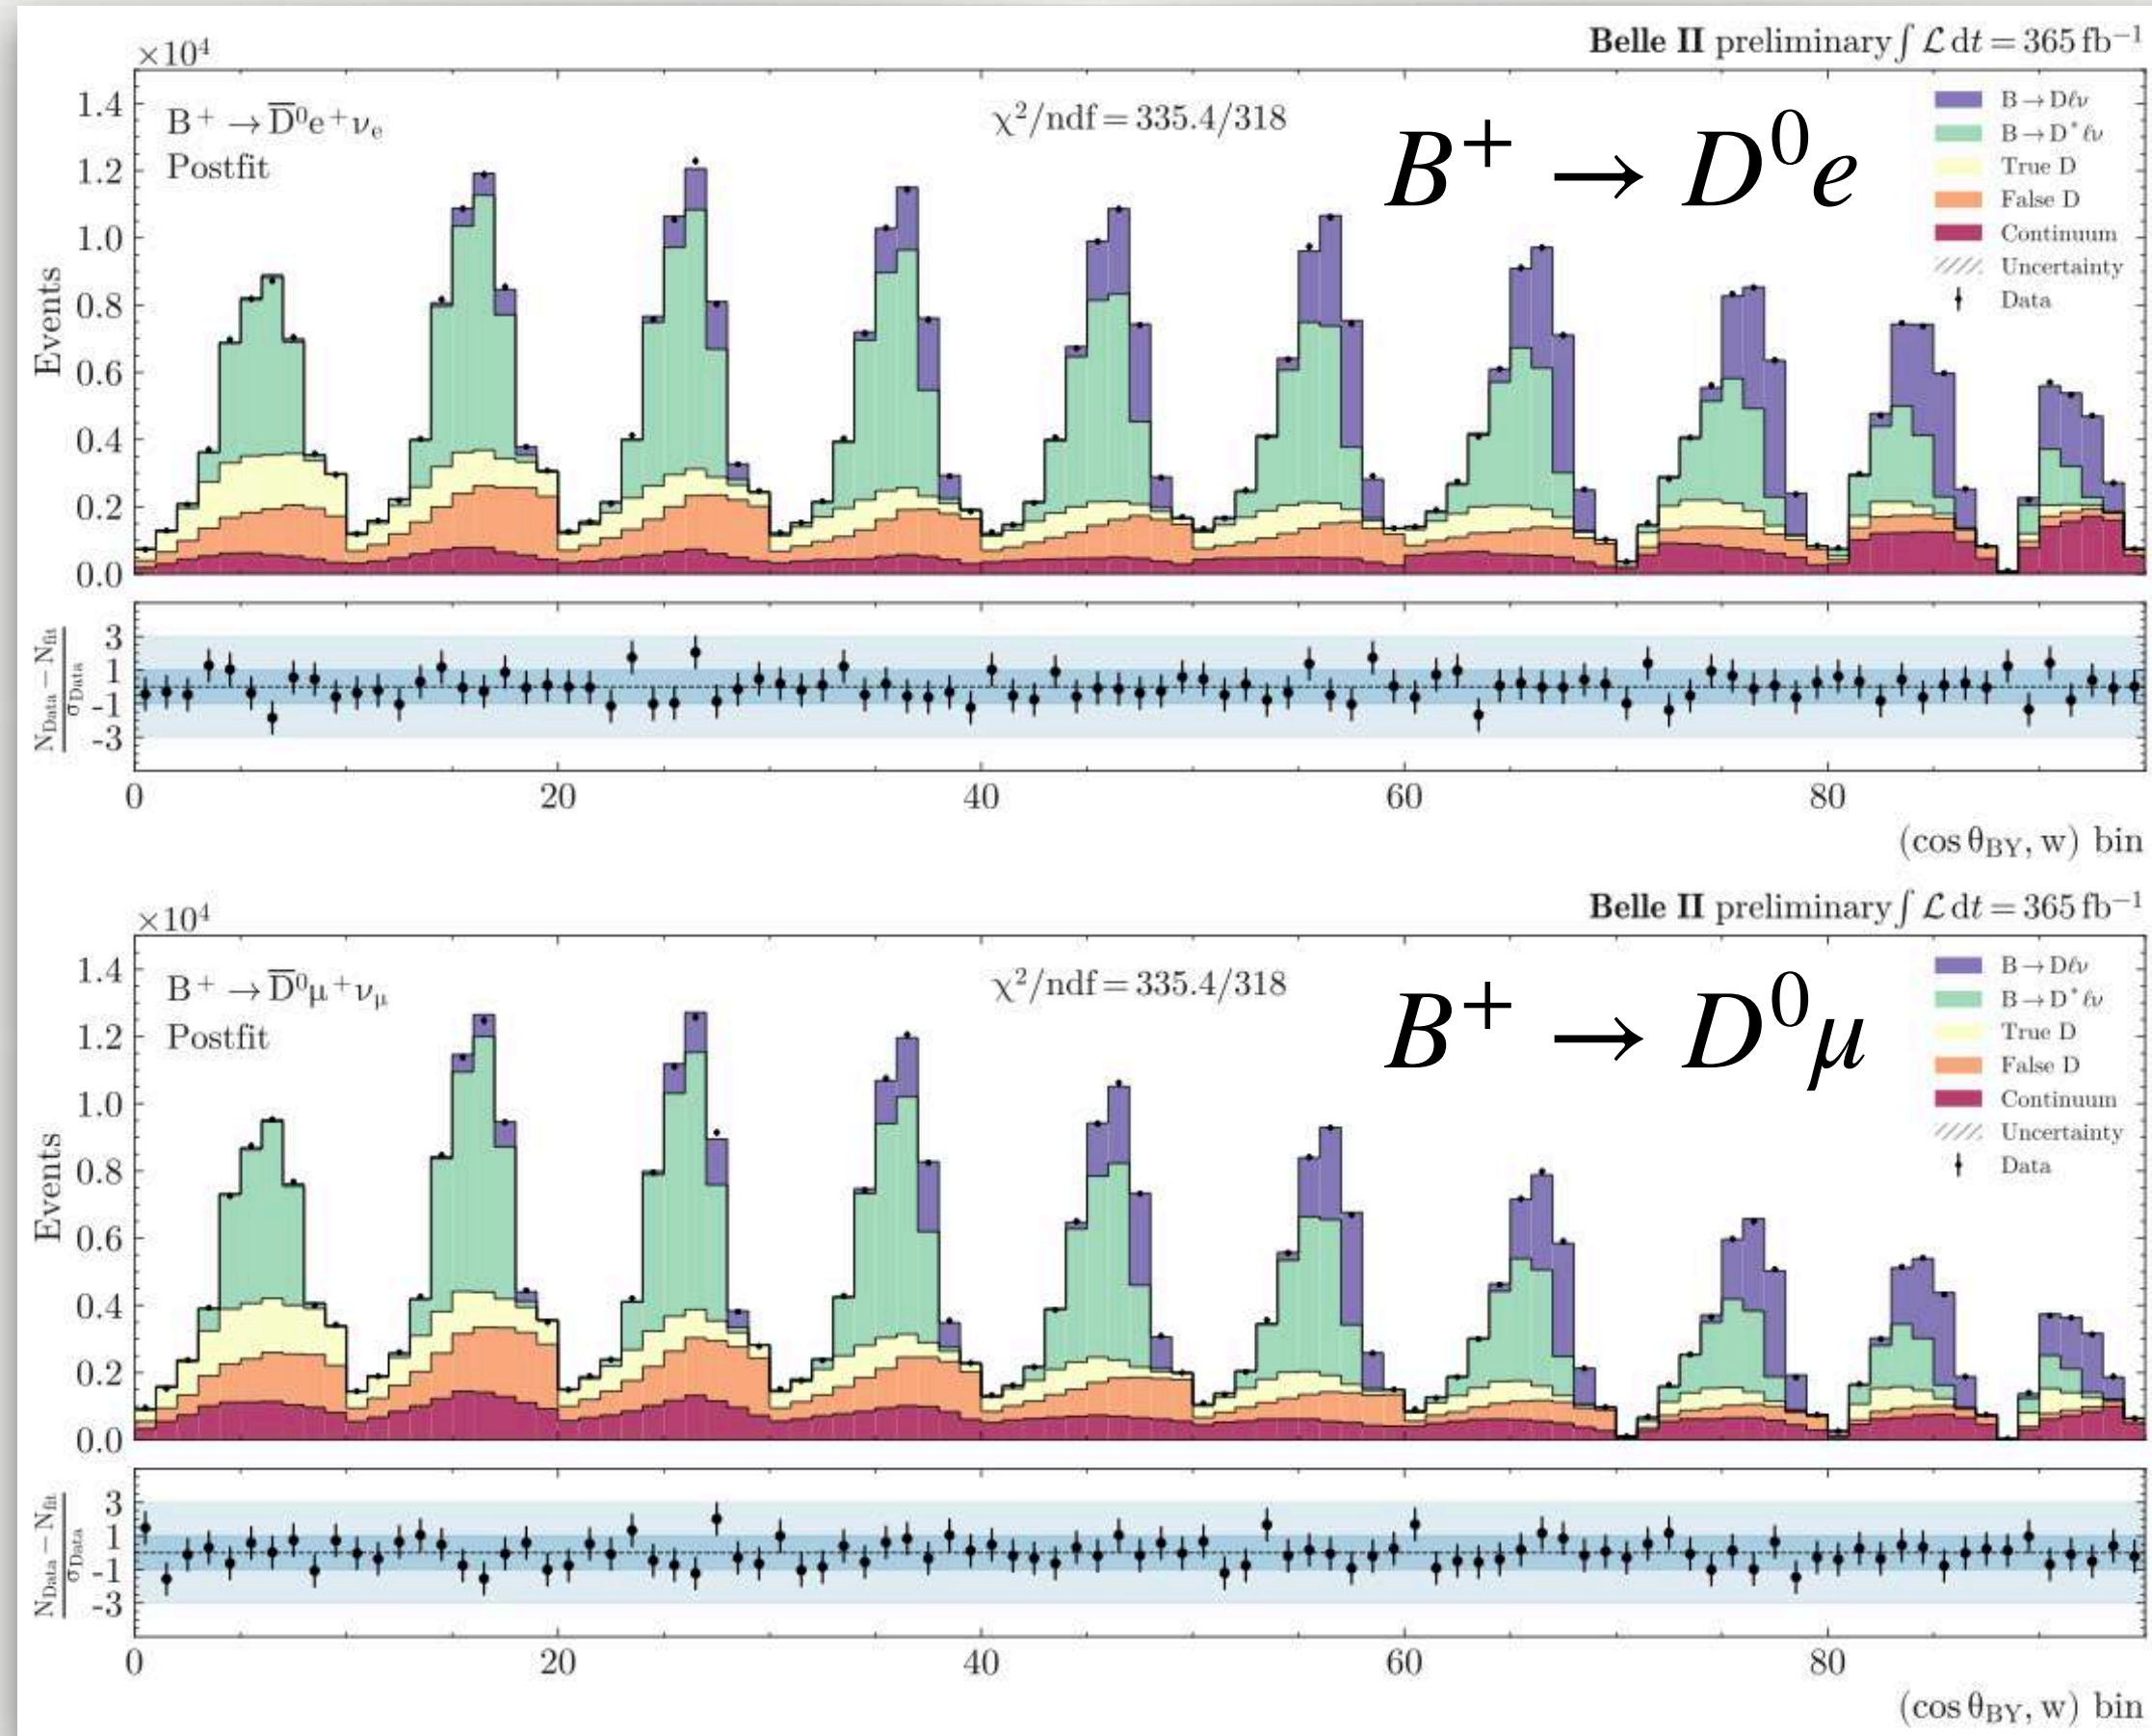 Belle II preliminary ∫ ℒ dt = 365 fb⁻¹
×10⁴
B⁺ → D̅⁰e⁺νₑ
Postfit
χ²/ndf = 335.4/318
B⁺ → D⁰e
B → Dℓν
B → D*ℓν
True D
False D
Continuum
Uncertainty
Data
Events
1.4
1.2
1.0
0.8
0.6
0.4
0.2
0.0
N_Data − N_fit
σ_Data
3
1
-1
-3
0 20 40 60 80
(cos θ_BY, w) bin
Belle II preliminary ∫ ℒ dt = 365 fb⁻¹
×10⁴
B⁺ → D̅⁰μ⁺ν_μ
Postfit
χ²/ndf = 335.4/318
B⁺ → D⁰μ
B → Dℓν
B → D*ℓν
True D
False D
Continuum
Uncertainty
Data
Events
1.4
1.2
1.0
0.8
0.6
0.4
0.2
0.0
N_Data − N_fit
σ_Data
3
1
-1
-3
0 20 40 60 80
(cos θ_BY, w) bin